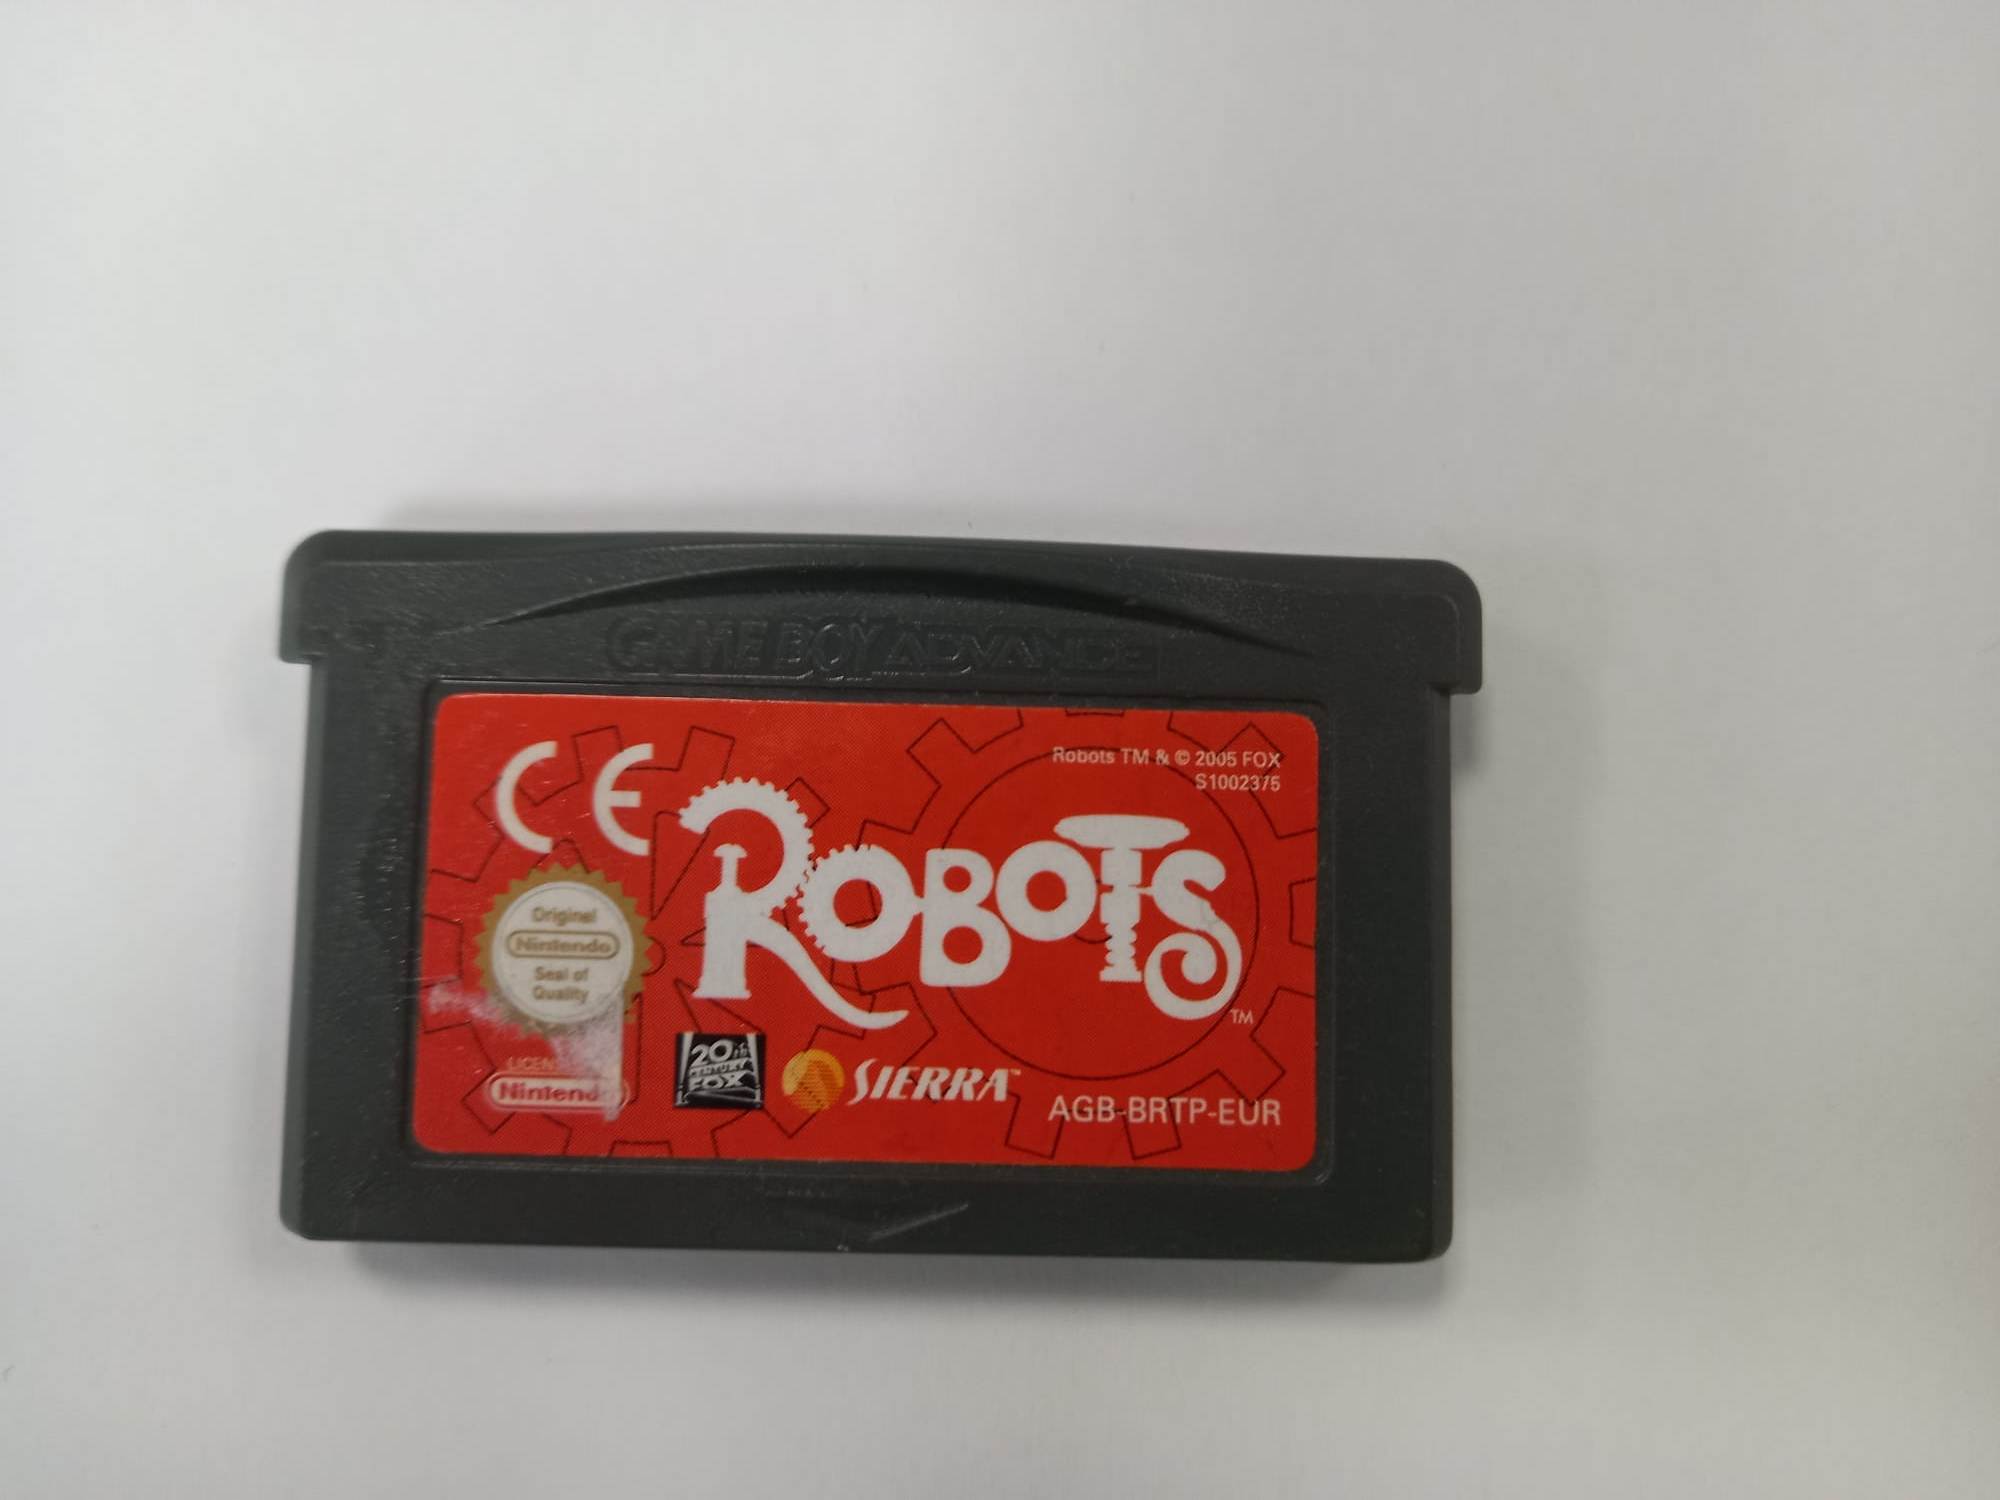 GAME BOY ADVANCE
CE
Robots TM & © 2005 FOX
S1002375
ROBOTS
TM
Original
Nintendo
Seal of
Quality
Nintendo
20th
CENTURY
FOX
SIERRA™
AGB-BRTP-EUR